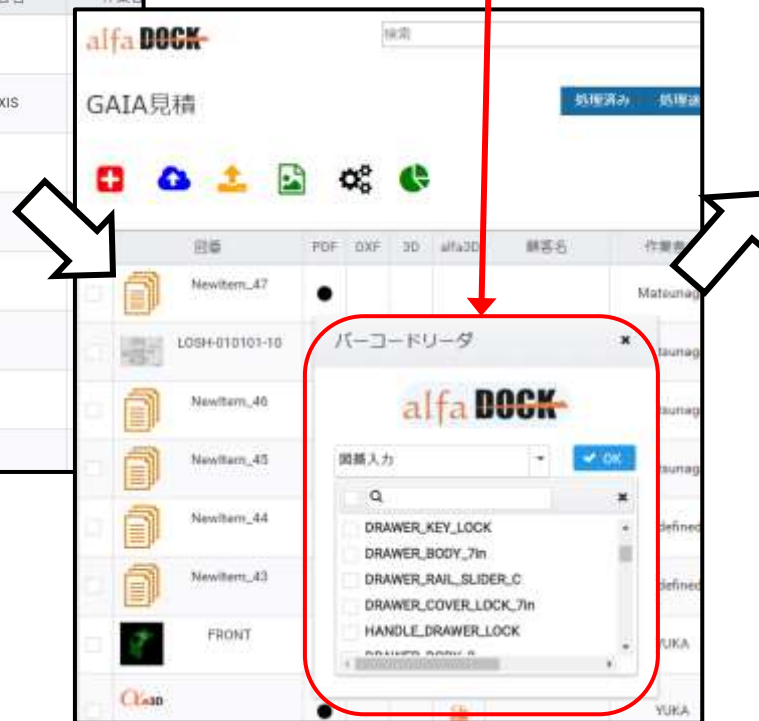 XIS
alfa DOCK
検索
GAIA見積
処理済み
図番 PDF DXF 3D alfa3D 顧客名
NewItem_47
Matsunag
LOSH-010101-10
NewItem_46
NewItem_45
NewItem_44
NewItem_43
FRONT
YUKA
バーコードリーダ
alfa DOCK
図番入力
OK
DRAWER_KEY_LOCK
DRAWER_BODY_7in
DRAWER_RAIL_SLIDER_C
DRAWER_COVER_LOCK_7in
HANDLE_DRAWER_LOCK